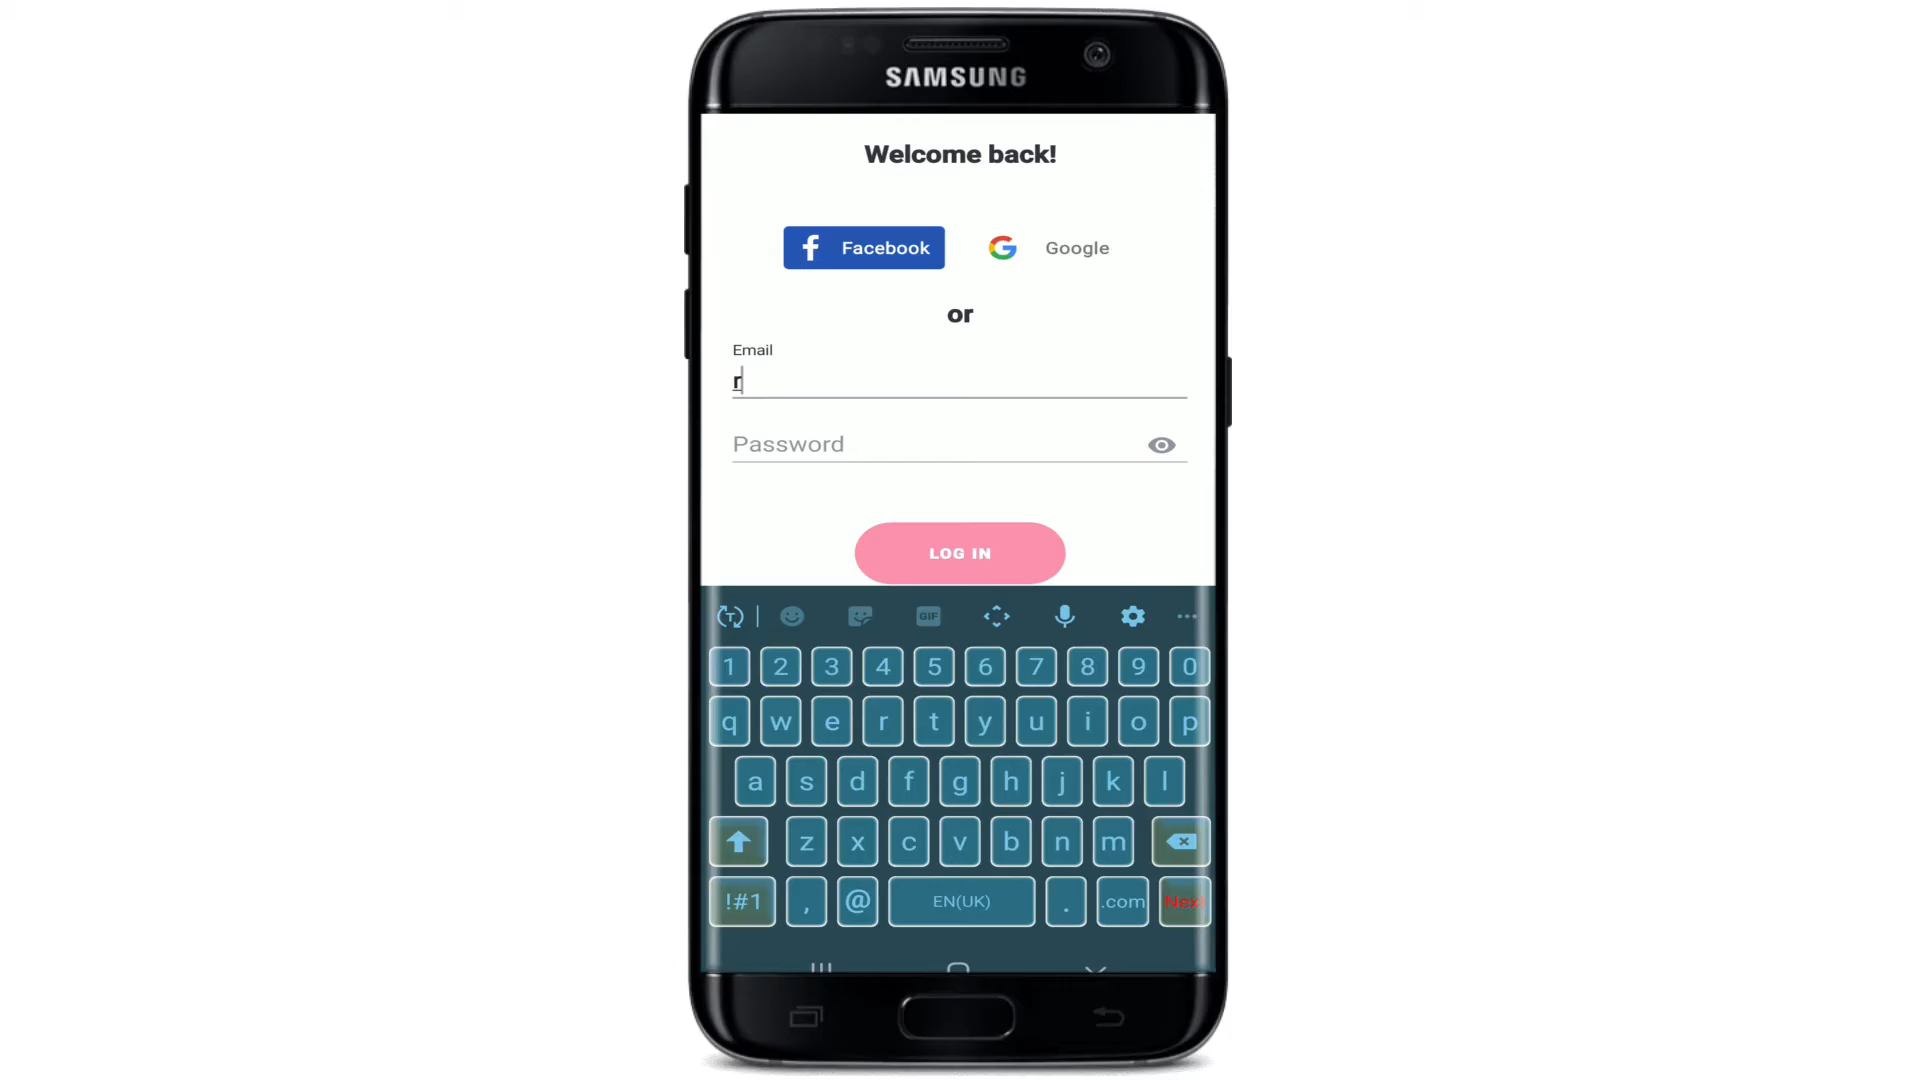 SAMSUNG
Welcome back!
Facebook
Google
or
Email
r
Password
LOG IN
GIF
1 2 3 4 5 6 7 8 9 0
q w e r t y u i o p
a s d f g h j k l
z x c v b n m
!#1 , @ EN(UK) . .com Next